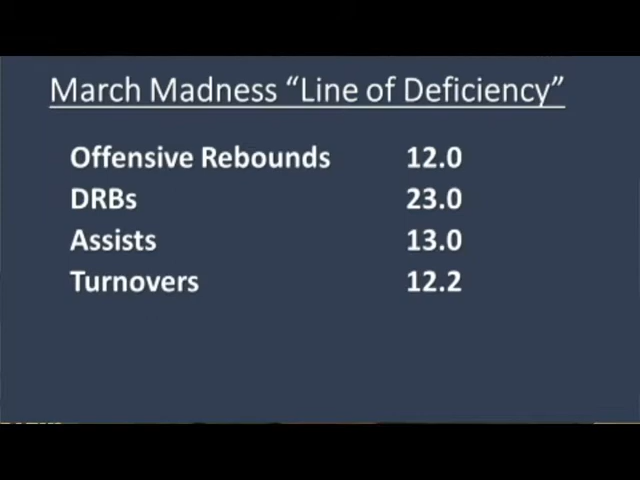 March Madness “Line of Deficiency”
Offensive Rebounds 12.0
DRBs 23.0
Assists 13.0
Turnovers 12.2